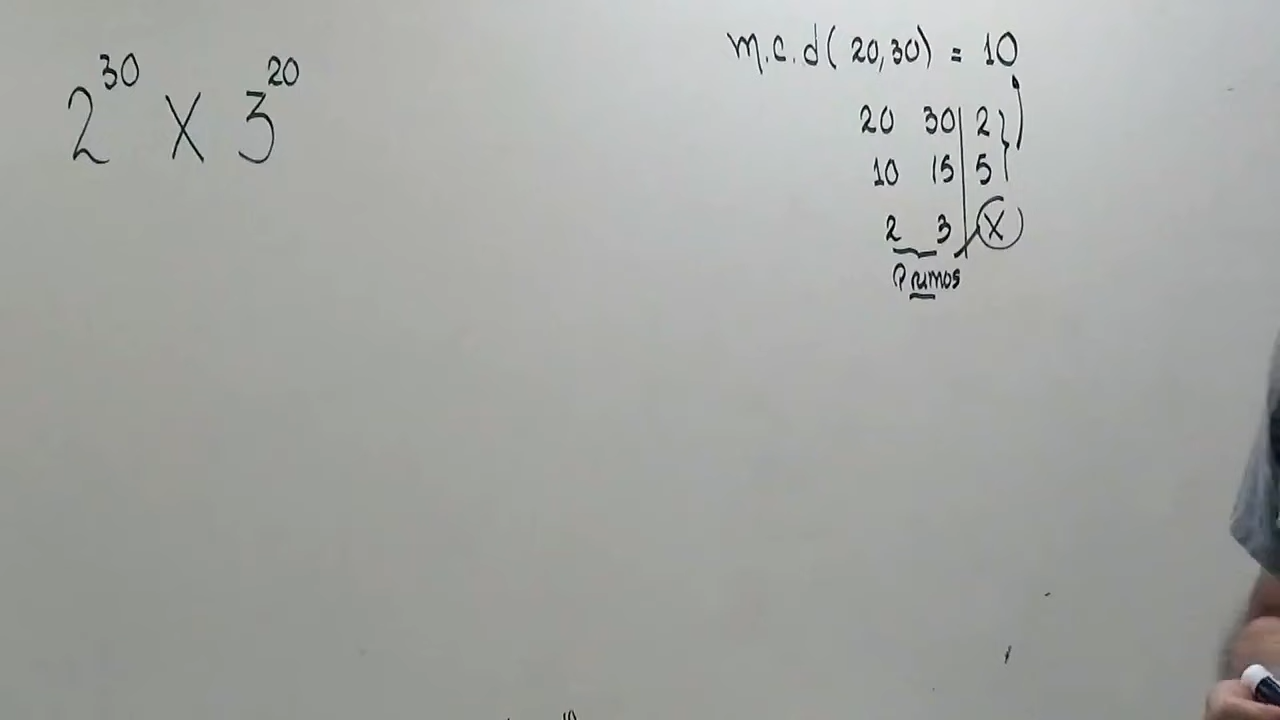 2³⁰ X 3²⁰
m.c.d ( 20,30) = 10
20 30 | 2
10 15 | 5
2 3 | X
Primos